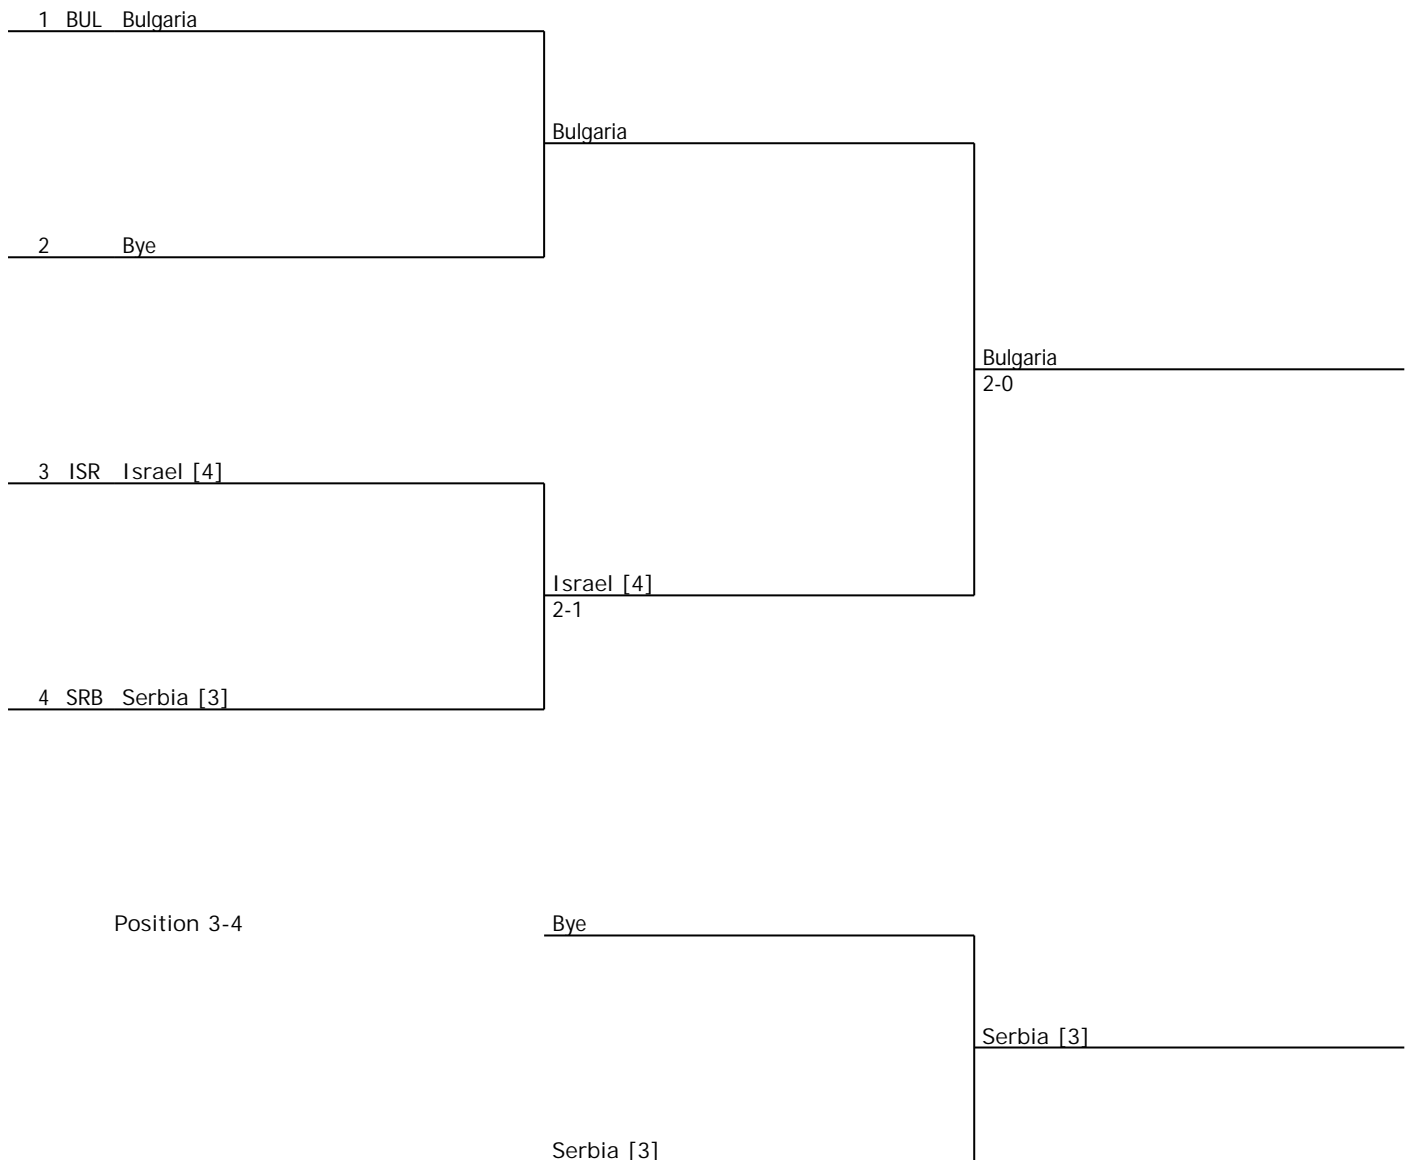 1 BUL Bulgaria
Bulgaria
2 Bye
Bulgaria
2-0
3 ISR Israel [4]
Israel [4]
2-1
4 SRB Serbia [3]
Position 3-4 Bye
Serbia [3]
Serbia [3]